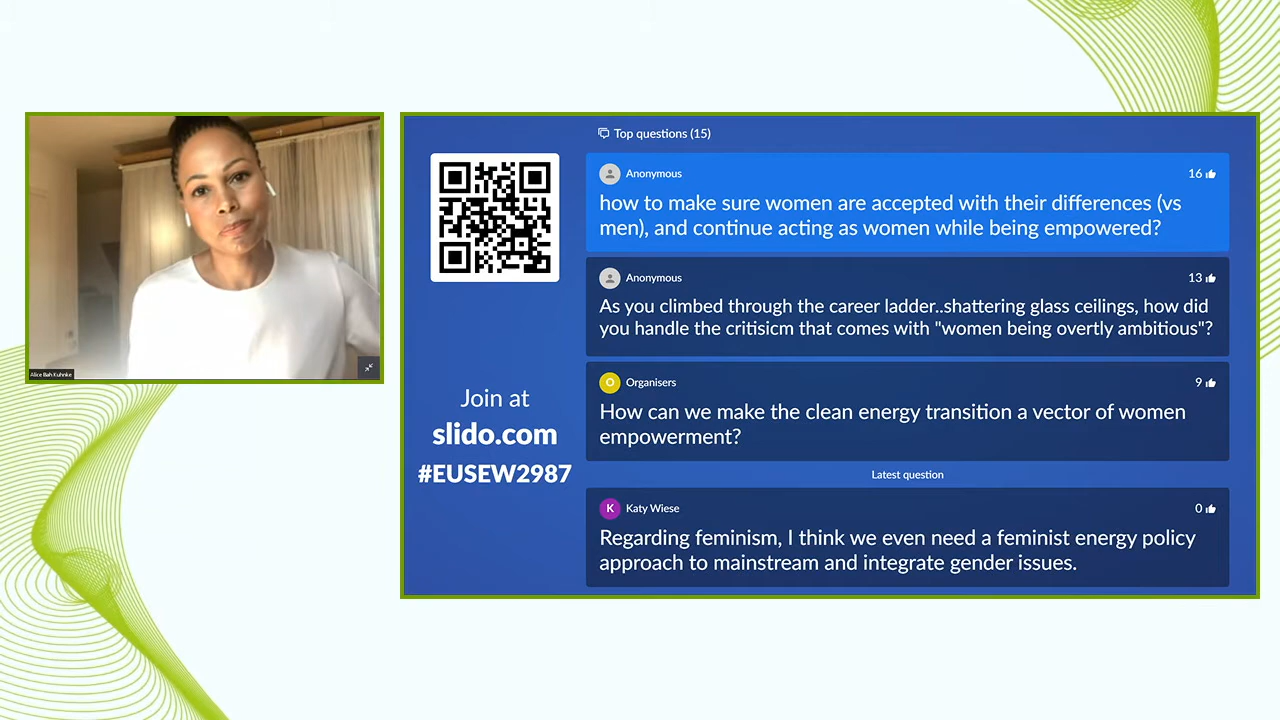 Alice Bah Kuhnke
Join at
slido.com
#EUSEW2987
Top questions (15)
Anonymous
16
how to make sure women are accepted with their differences (vs
men), and continue acting as women while being empowered?
Anonymous
13
As you climbed through the career ladder..shattering glass ceilings, how did
you handle the critisicm that comes with "women being overtly ambitious"?
O
Organisers
9
How can we make the clean energy transition a vector of women
empowerment?
Latest question
K
Katy Wiese
0
Regarding feminism, I think we even need a feminist energy policy
approach to mainstream and integrate gender issues.